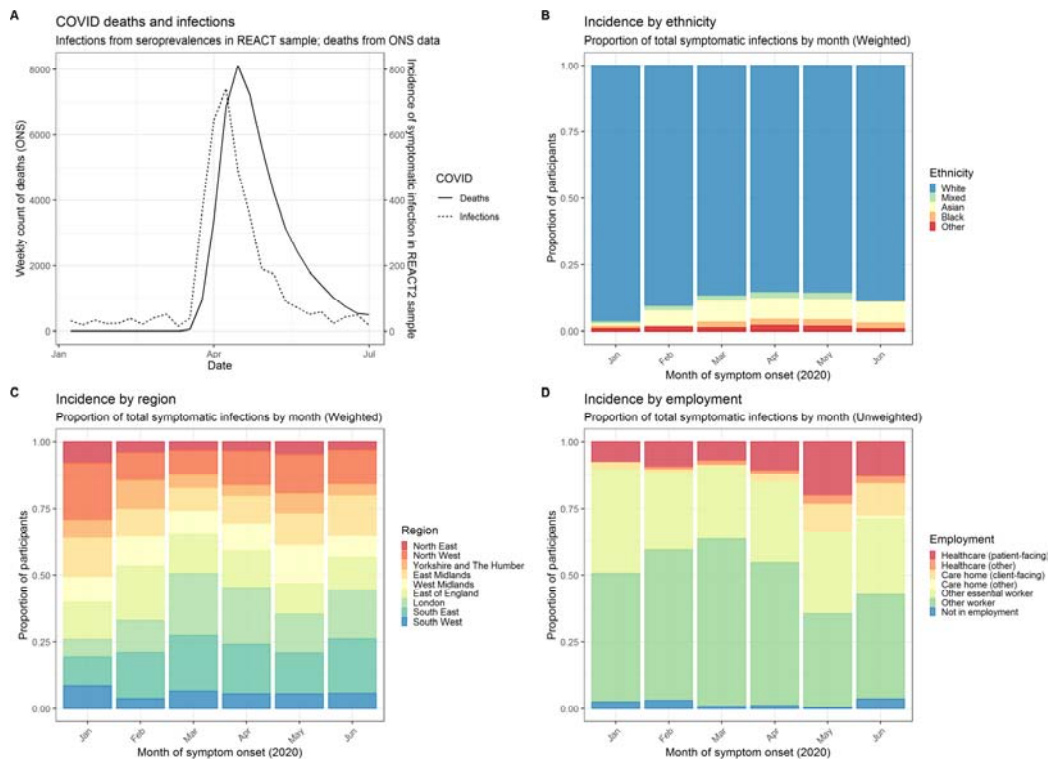 A
COVID deaths and infections
Infections from seroprevalences in REACT sample; deaths from ONS data
8000
6000
4000
2000
0
Weekly count of deaths (ONS)
800
600
400
200
0
Incidence of symptomatic infection in REACT2 sample
Jan
Apr
Jul
Date
COVID
Deaths
Infections
B
Incidence by ethnicity
Proportion of total symptomatic infections by month (Weighted)
1.00
0.75
0.50
0.25
0.00
Proportion of participants
Jan
Feb
Mar
Apr
May
Jun
Month of symptom onset (2020)
Ethnicity
White
Mixed
Asian
Black
Other
C
Incidence by region
Proportion of total symptomatic infections by month (Weighted)
1.00
0.75
0.50
0.25
0.00
Proportion of participants
Jan
Feb
Mar
Apr
May
Jun
Month of symptom onset (2020)
Region
North East
North West
Yorkshire and The Humber
East Midlands
West Midlands
East of England
London
South East
South West
D
Incidence by employment
Proportion of total symptomatic infections by month (Unweighted)
1.00
0.75
0.50
0.25
0.00
Proportion of participants
Jan
Feb
Mar
Apr
May
Jun
Month of symptom onset (2020)
Employment
Healthcare (patient-facing)
Healthcare (other)
Care home (client-facing)
Care home (other)
Other essential worker
Other worker
Not in employment